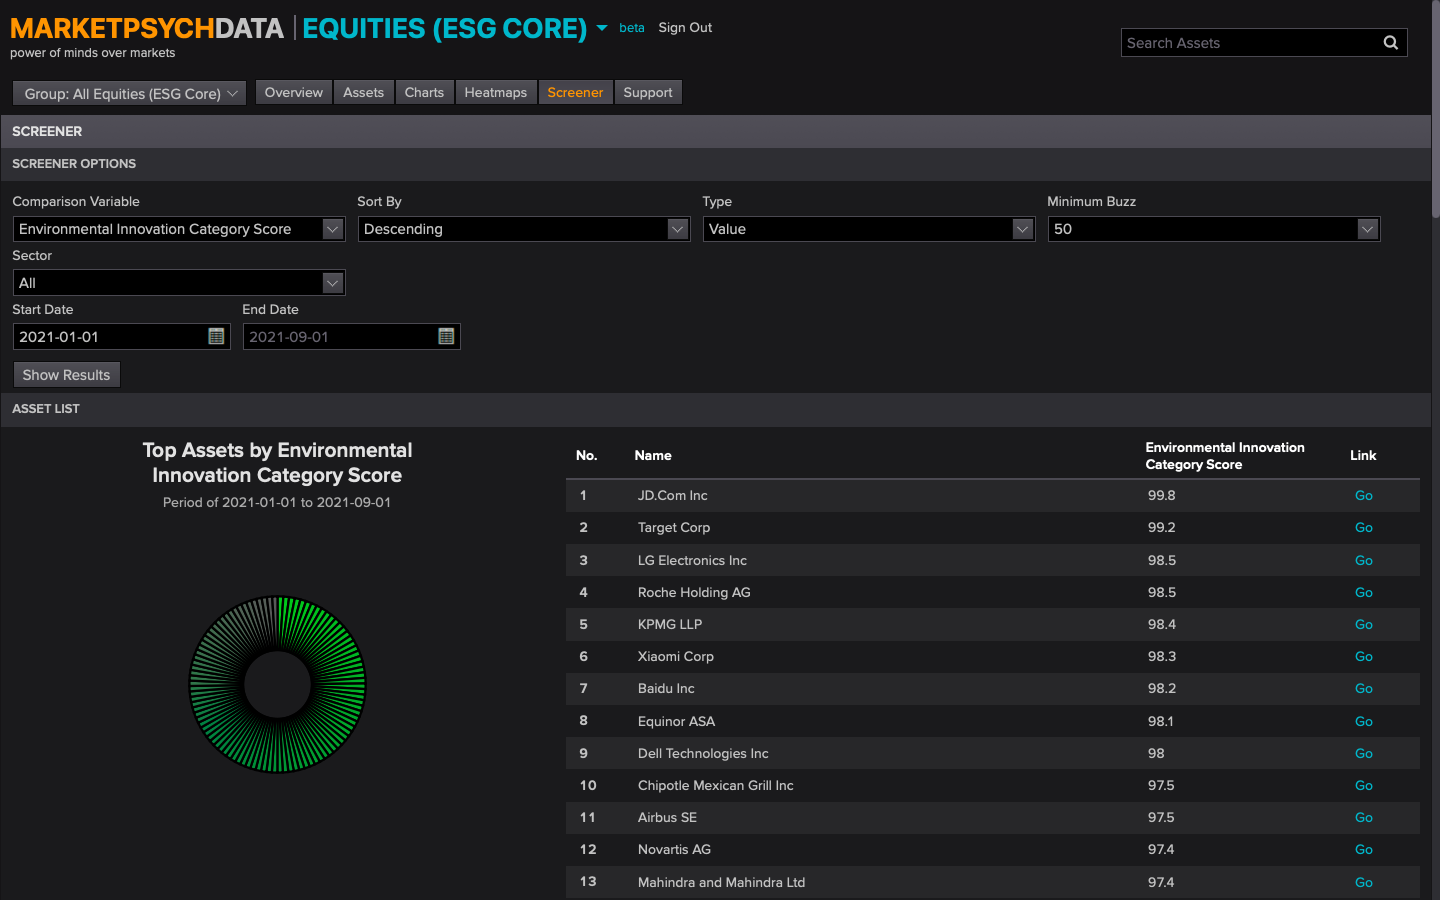 MARKETPSYCHDATA EQUITIES (ESG CORE) beta Sign Out
power of minds over markets
Search Assets
Group: All Equities (ESG Core) Overview Assets Charts Heatmaps Screener Support
SCREENER
SCREENER OPTIONS
Comparison Variable Sort By Type Minimum Buzz
Environmental Innovation Category Score Descending Value 50
Sector
All
Start Date End Date
2021-01-01 2021-09-01
Show Results
ASSET LIST
Top Assets by Environmental
Innovation Category Score
Period of 2021-01-01 to 2021-09-01
No. Name Environmental Innovation Category Score Link
1 JD.Com Inc 99.8 Go
2 Target Corp 99.2 Go
3 LG Electronics Inc 98.5 Go
4 Roche Holding AG 98.5 Go
5 KPMG LLP 98.4 Go
6 Xiaomi Corp 98.3 Go
7 Baidu Inc 98.2 Go
8 Equinor ASA 98.1 Go
9 Dell Technologies Inc 98 Go
10 Chipotle Mexican Grill Inc 97.5 Go
11 Airbus SE 97.5 Go
12 Novartis AG 97.4 Go
13 Mahindra and Mahindra Ltd 97.4 Go